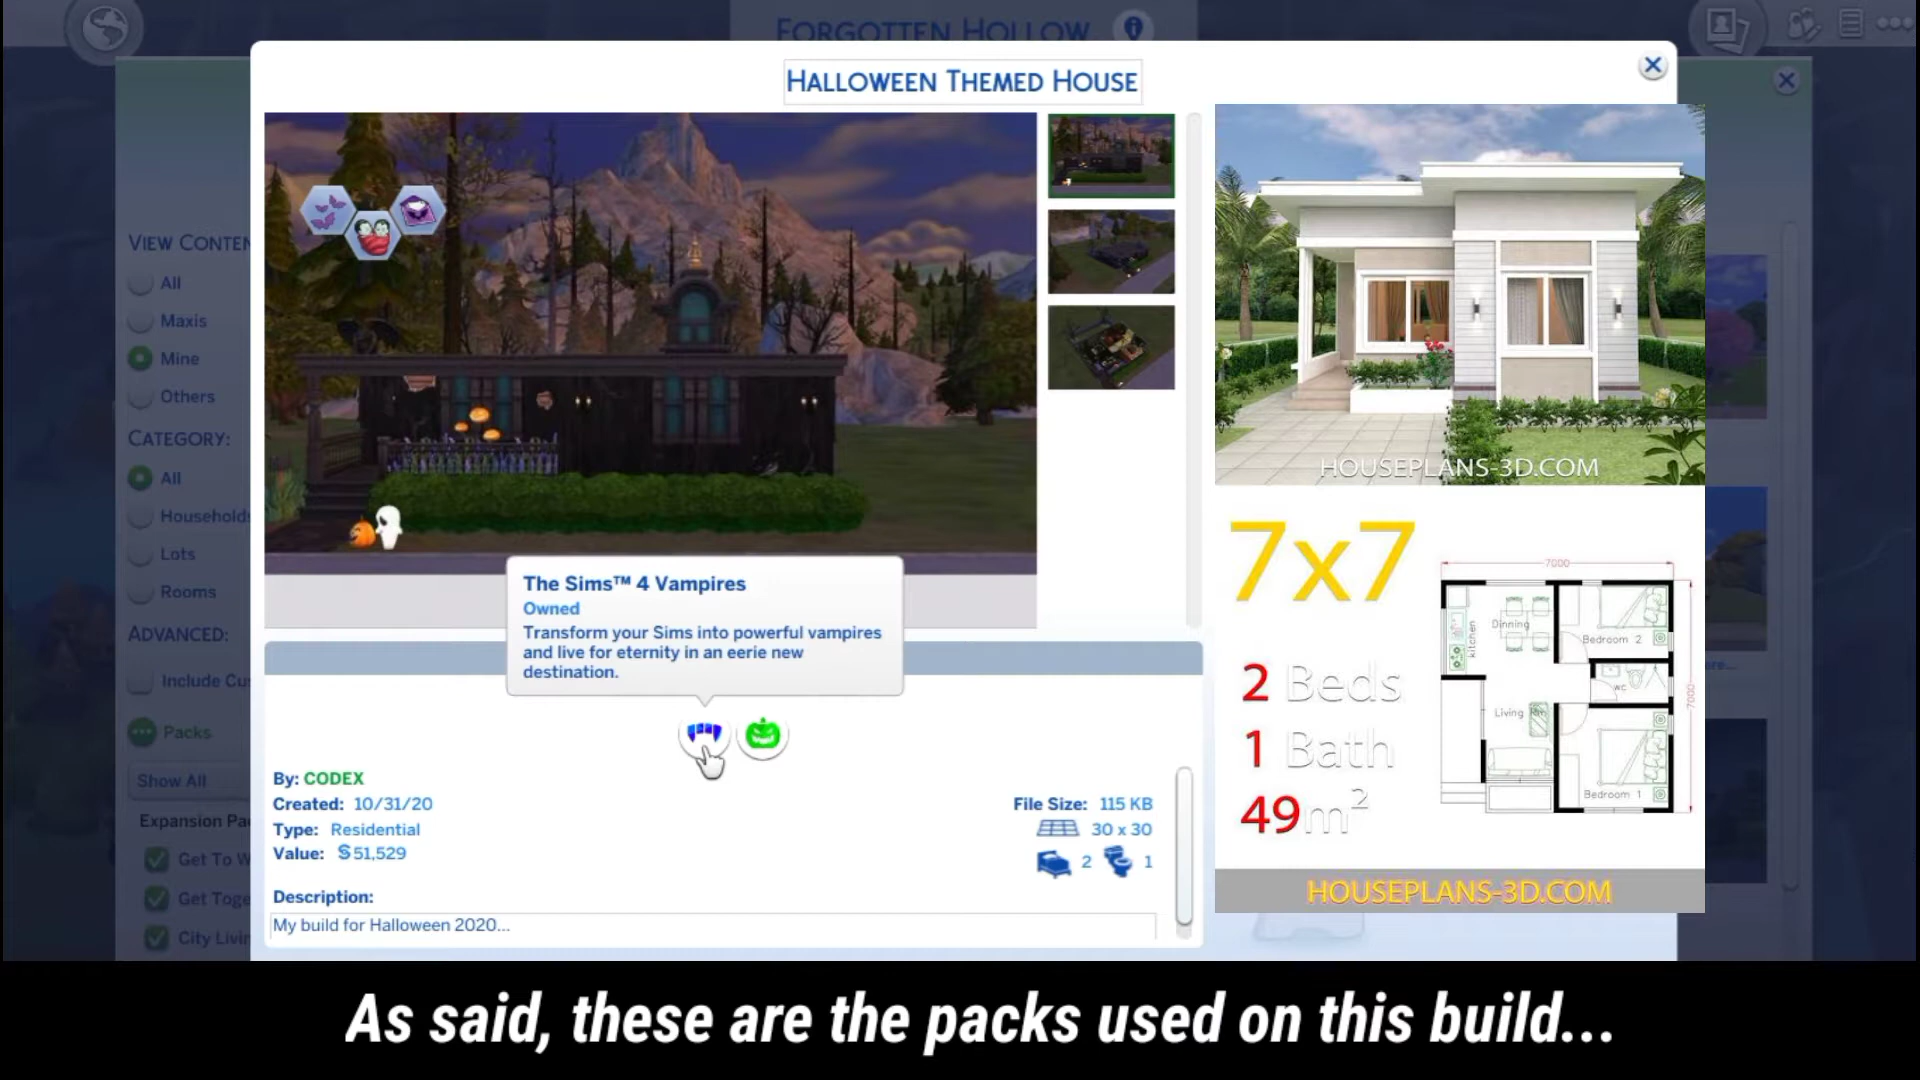 FORGOTTEN HOLLOW
HALLOWEEN THEMED HOUSE
VIEW CONTEN
All
Maxis
Mine
Others
CATEGORY:
All
Households
Lots
Rooms
ADVANCED:
Include Cus
Packs
Show All
Expansion Pac
Get To W
Get Toge
City Livin
The Sims™ 4 Vampires
Owned
Transform your Sims into powerful vampires
and live for eternity in an eerie new
destination.
By: CODEX
Created: 10/31/20
Type: Residential
Value: §51,529
File Size: 115 KB
30 x 30
2 1
Description:
My build for Halloween 2020...
HOUSEPLANS-3D.COM
7x7
2 Beds
1 Bath
49m²
7000
Dinning
kitchen
Bedroom 2
WC
7000
Living Rm
Bedroom 1
HOUSEPLANS-3D.COM
As said, these are the packs used on this build...